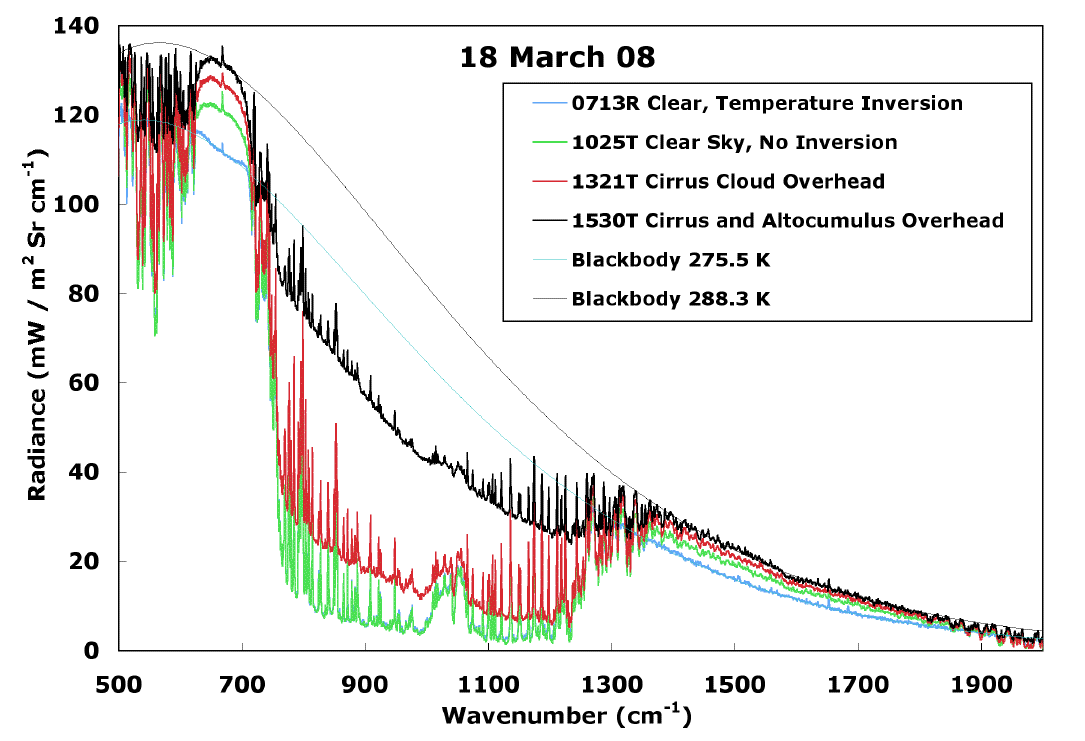 18 March 08
0713R Clear, Temperature Inversion
1025T Clear Sky, No Inversion
1321T Cirrus Cloud Overhead
1530T Cirrus and Altocumulus Overhead
Blackbody 275.5 K
Blackbody 288.3 K
Radiance (mW / m² Sr cm⁻¹)
140
120
100
80
60
40
20
0
500 700 900 1100 1300 1500 1700 1900
Wavenumber (cm⁻¹)